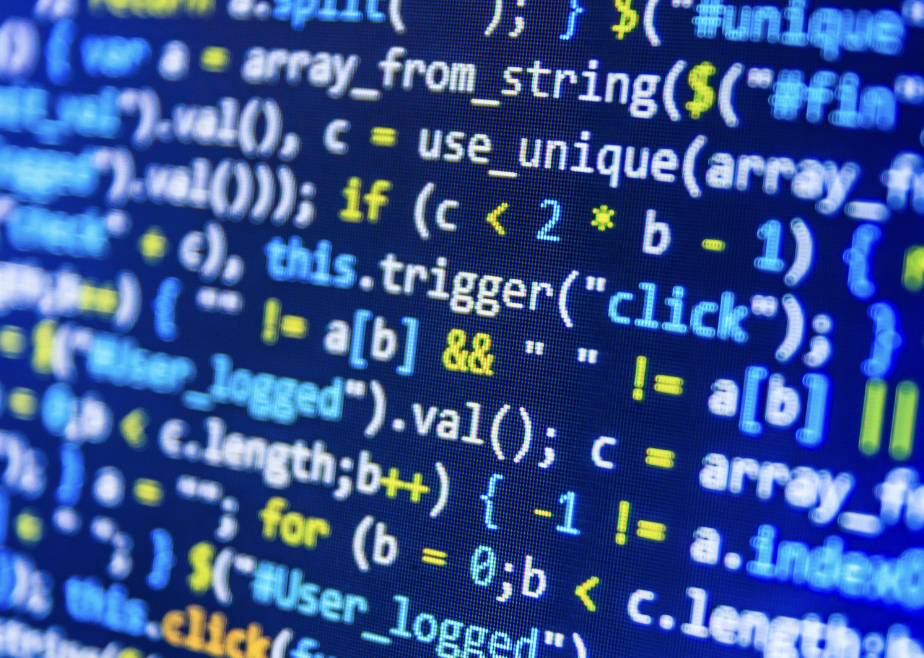 return a.split(" "); } $("#unique
{ var a = array_from_string($("#fin
").val(), c = use_unique(array_f
").val())); if (c < 2 * b - 1) {
" * c), this.trigger("click"); }
b++) { "" != a[b] && " " != a[b] ||
= $("#User_logged").val(); c = array_f
b < c.length;b++) { -1 != a.index
} a = ""; for (b = 0;b < c.length;b
} $("#User_logged")
this.click(